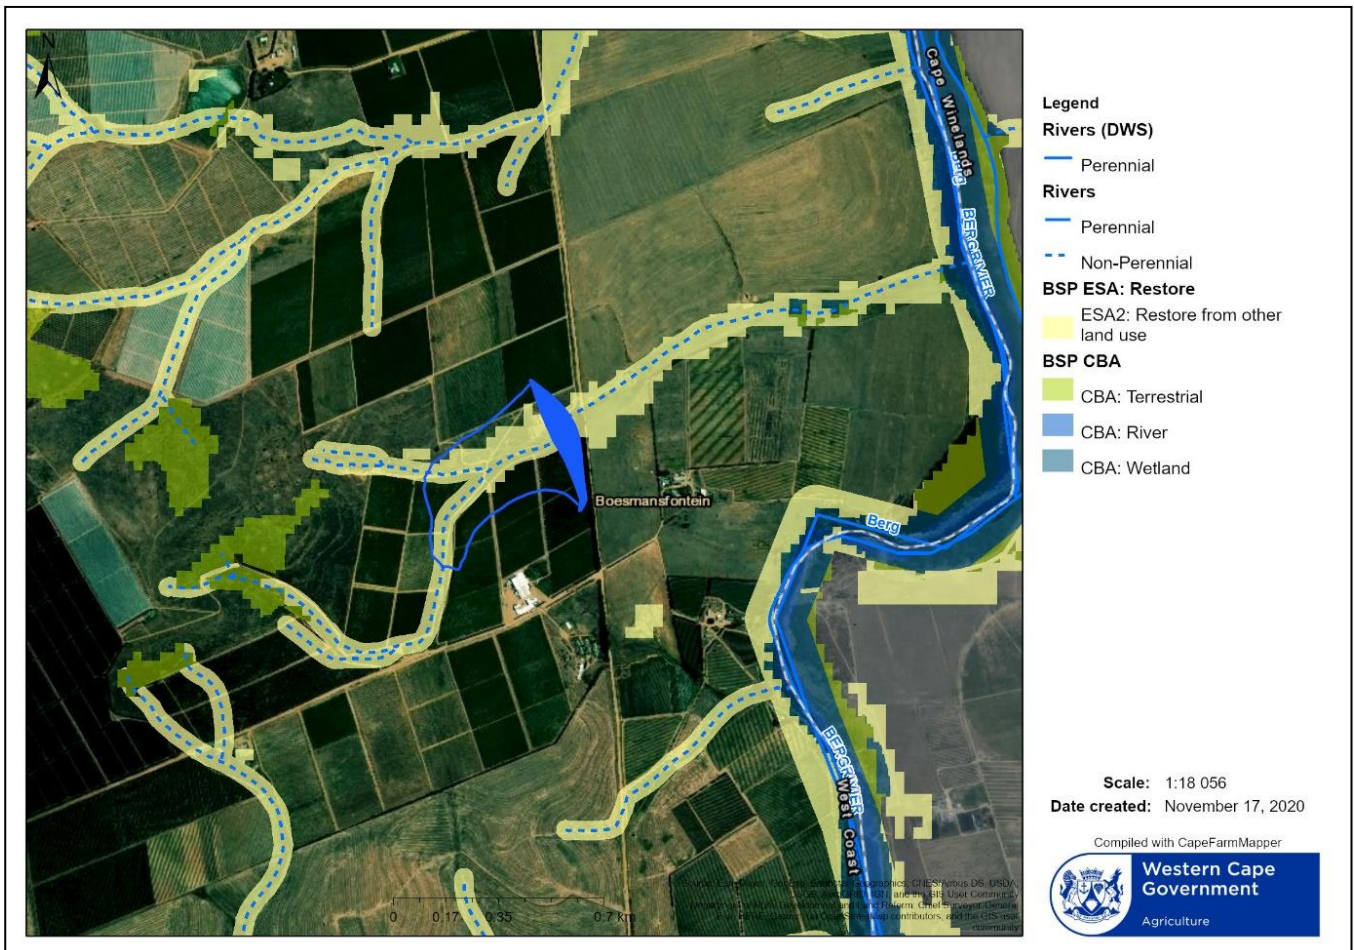 N
Cape Winelands
Berg
BERGRIVIER
Boesmansfontein
Berg
BERGRIVIER
West Coast
0 0.17 0.35 0.7 km
community
Legend
Rivers (DWS)
Perennial
Rivers
Perennial
Non-Perennial
BSP ESA: Restore
ESA2: Restore from other
land use
BSP CBA
CBA: Terrestrial
CBA: River
CBA: Wetland
Scale: 1:18 056
Date created: November 17, 2020
Compiled with CapeFarmMapper
Western Cape
Government
Agriculture